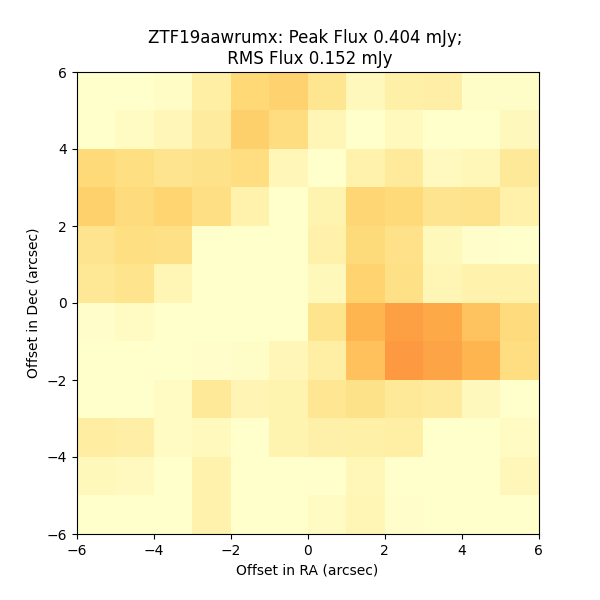 ZTF19aawrumx: Peak Flux 0.404 mJy;
RMS Flux 0.152 mJy
6
4
2
0
−2
−4
−6
Offset in Dec (arcsec)
−6 −4 −2 0 2 4 6
Offset in RA (arcsec)